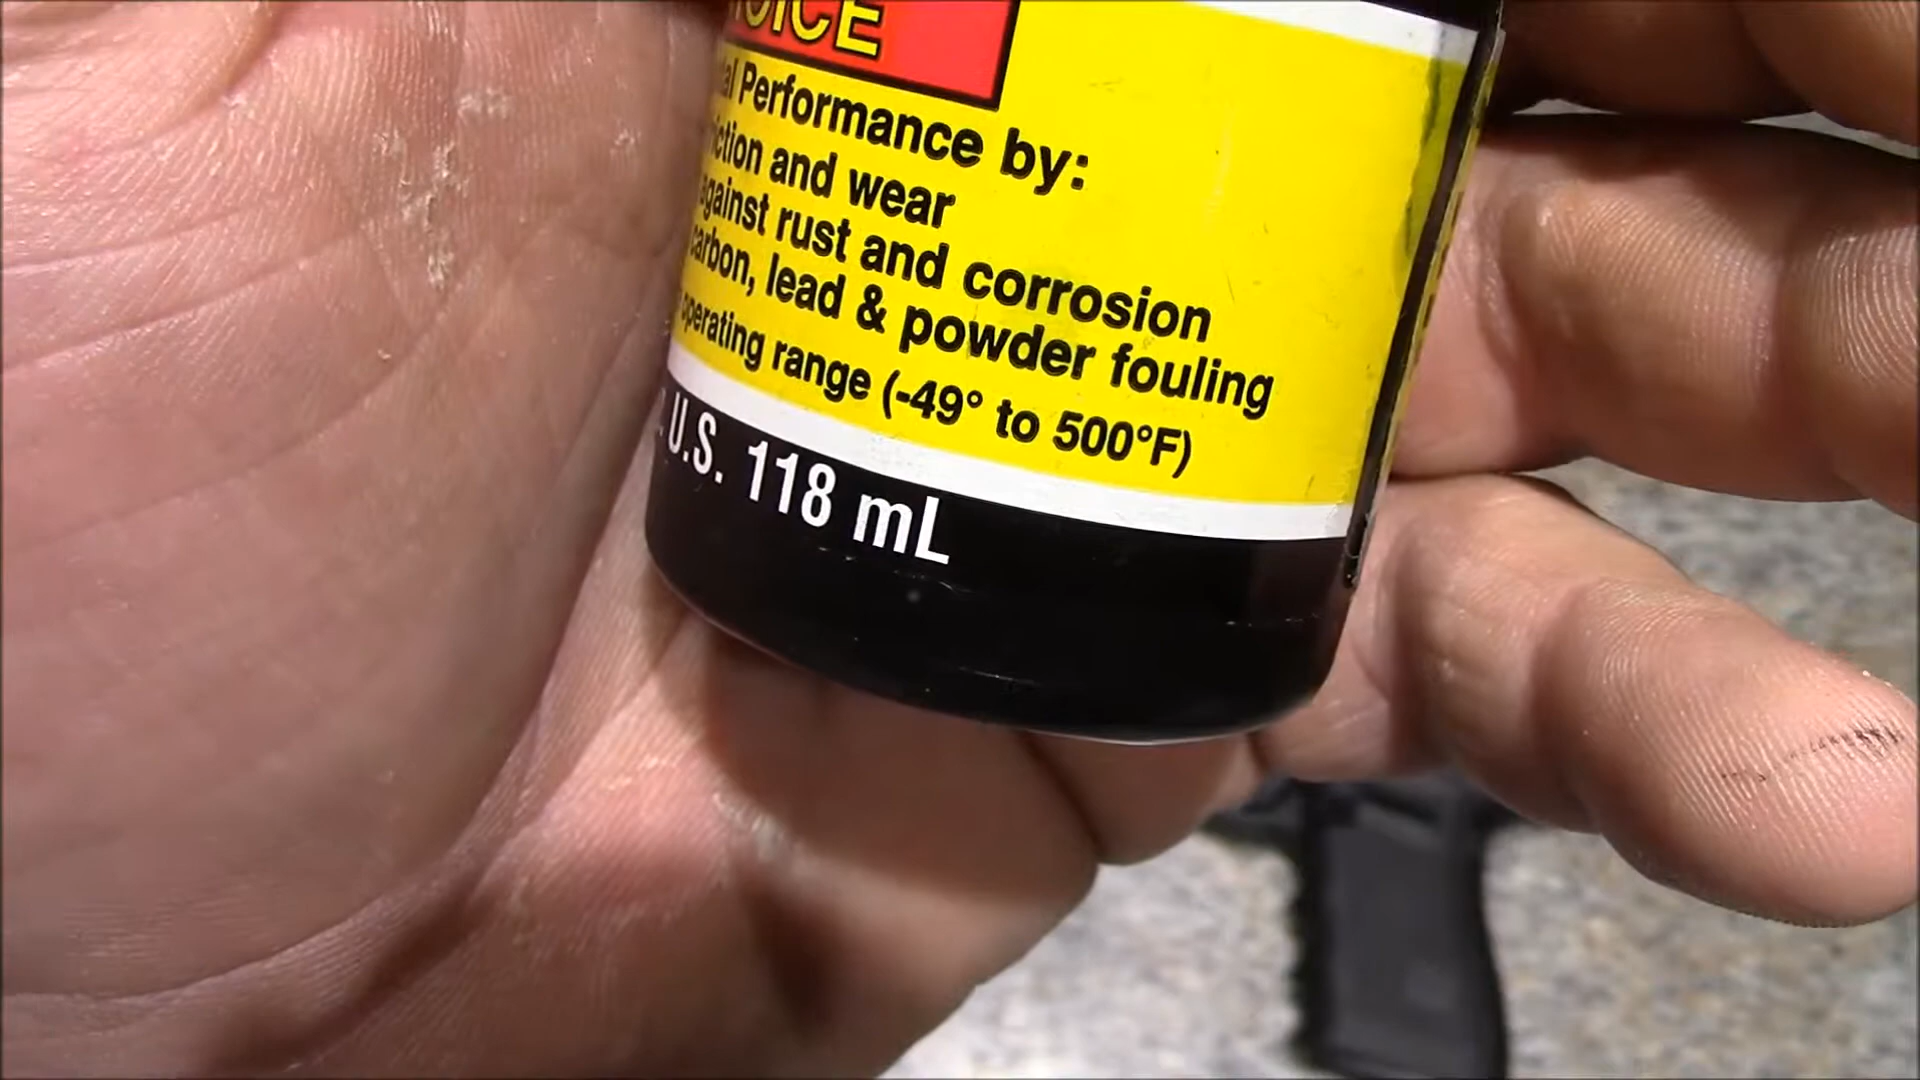 Performance by:
and wear
against rust and corrosion
carbon, lead & powder fouling
operating range (-49° to 500°F)
U.S. 118 mL